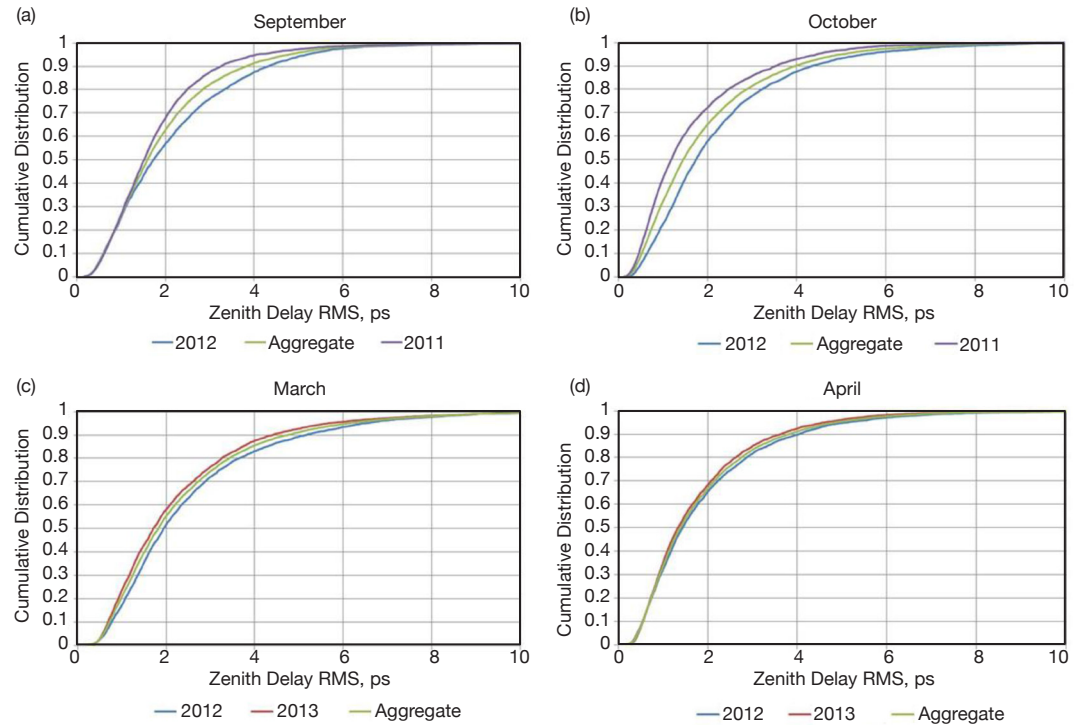 (a)
September
1
0.9
0.8
0.7
0.6
0.5
0.4
0.3
0.2
0.1
0
Cumulative Distribution
0 2 4 6 8 10
Zenith Delay RMS, ps
2012 Aggregate 2011
(b)
October
1
0.9
0.8
0.7
0.6
0.5
0.4
0.3
0.2
0.1
0
Cumulative Distribution
0 2 4 6 8 10
Zenith Delay RMS, ps
2012 Aggregate 2011
(c)
March
1
0.9
0.8
0.7
0.6
0.5
0.4
0.3
0.2
0.1
0
Cumulative Distribution
0 2 4 6 8 10
Zenith Delay RMS, ps
2012 2013 Aggregate
(d)
April
1
0.9
0.8
0.7
0.6
0.5
0.4
0.3
0.2
0.1
0
Cumulative Distribution
0 2 4 6 8 10
Zenith Delay RMS, ps
2012 2013 Aggregate